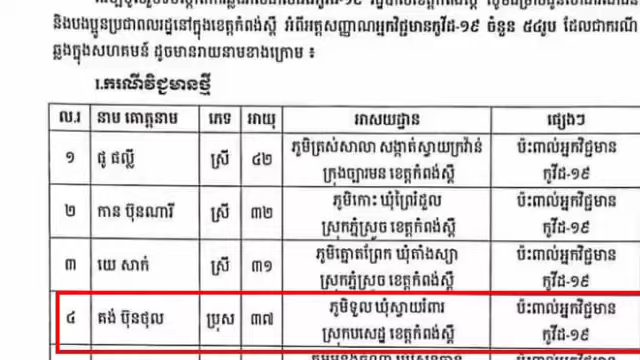 និងបងប្អូនប្រជាពលរដ្ឋនៅក្នុងខេត្តកំពង់ស្ពឺ អំពីអត្តសញ្ញាណអ្នកវិជ្ជមានកូវីដ-១៩ ចំនួន ៥៤រូប ដែលជាករណី
ឆ្លងក្នុងសហគមន៍ ដូចមានរាយនាមខាងក្រោម ៖
I.ករណីវិជ្ជមានថ្មី
ល.រ នាម គោត្តនាម ភេទ អាយុ អាសយដ្ឋាន ផ្សេងៗ
១ ផូ ផល្លី ស្រី ៤២ ភូមិត្រស់សាលា សង្កាត់ស្វាយក្រវ៉ាន់ ប៉ះពាល់អ្នកវិជ្ជមាន
ក្រុងច្បារមន ខេត្តកំពង់ស្ពឺ កូវីដ-១៩
២ កាន ប៊ុនណារី ស្រី ៣២ ភូមិកោះ ឃុំព្រៃរំដួល ប៉ះពាល់អ្នកវិជ្ជមាន
ស្រុកភ្នំស្រួច ខេត្តកំពង់ស្ពឺ កូវីដ-១៩
៣ យេ សាក់ ស្រី ៣១ ភូមិត្នោតព្រែក ឃុំតាំងស្យា ប៉ះពាល់អ្នកវិជ្ជមាន
ស្រុកភ្នំស្រួច ខេត្តកំពង់ស្ពឺ កូវីដ-១៩
៤ គង់ ប៊ុនថុល ប្រុស ៣៧ ភូមិទួល ឃុំស្វាយរំពារ ប៉ះពាល់អ្នកវិជ្ជមាន
ស្រុកបរសេដ្ឋ ខេត្តកំពង់ស្ពឺ កូវីដ-១៩